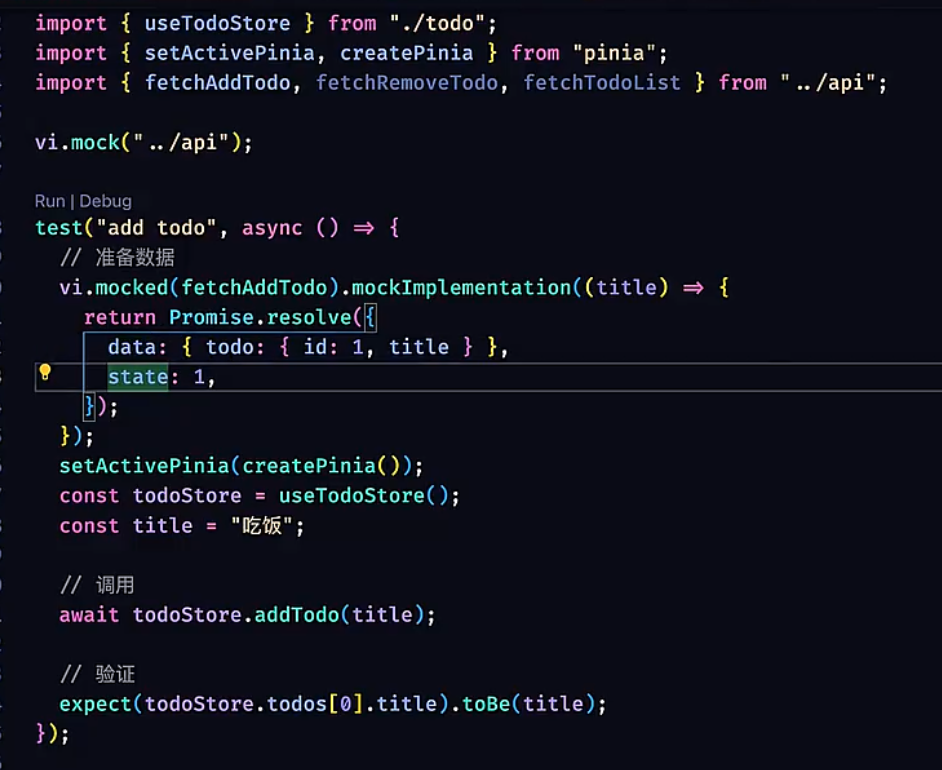 import { useTodoStore } from "./todo";
import { setActivePinia, createPinia } from "pinia";
import { fetchAddTodo, fetchRemoveTodo, fetchTodoList } from "../api";
vi.mock("../api");
Run | Debug
test("add todo", async () => {
// 准备数据
vi.mocked(fetchAddTodo).mockImplementation((title) => {
return Promise.resolve({
data: { todo: { id: 1, title } },
state: 1,
});
});
setActivePinia(createPinia());
const todoStore = useTodoStore();
const title = "吃饭";
// 调用
await todoStore.addTodo(title);
// 验证
expect(todoStore.todos[0].title).toBe(title);
});